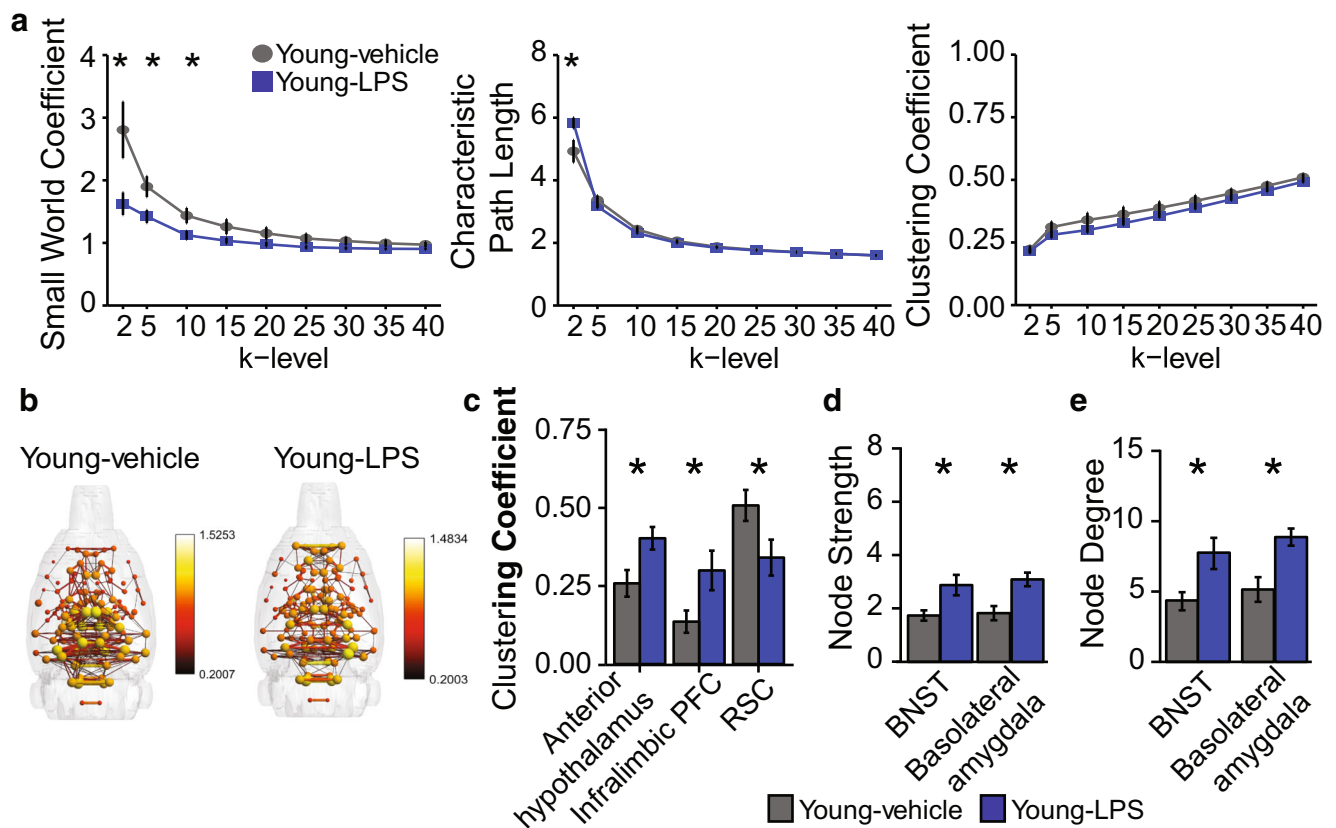 a
Small World Coefficient
4
3
2
1
0
* * *
Young-vehicle
Young-LPS
2 5 10 15 20 25 30 35 40
k-level
Characteristic
Path Length
8
6
4
2
0
*
2 5 10 15 20 25 30 35 40
k-level
Clustering Coefficient
1.00
0.75
0.50
0.25
0.00
2 5 10 15 20 25 30 35 40
k-level
b
Young-vehicle
1.5253
0.2007
Young-LPS
1.4834
0.2003
c
Clustering Coefficient
0.75
0.50
0.25
0.00
* * *
Anterior
hypothalamus
Infralimbic PFC
RSC
d
Node Strength
8
6
4
2
0
* *
BNST
Basolateral
amygdala
e
Node Degree
15
10
5
0
* *
BNST
Basolateral
amygdala
Young-vehicle
Young-LPS